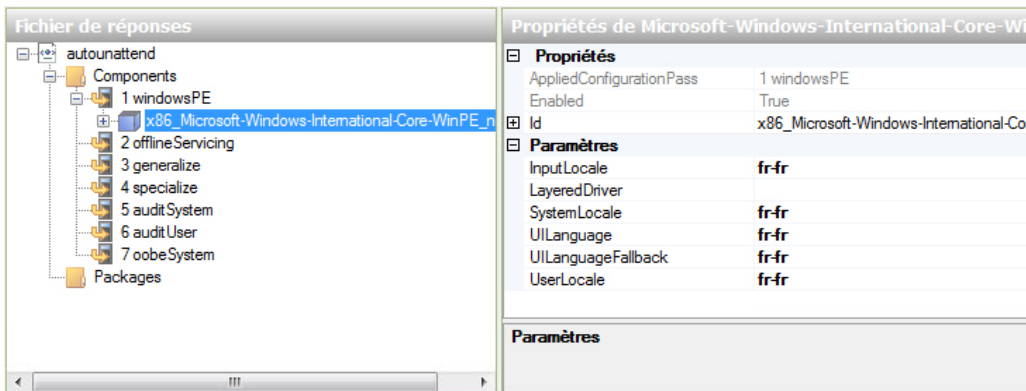 Fichier de réponses
autounattend
Components
1 windowsPE
x86_Microsoft-Windows-International-Core-WinPE_n
2 offlineServicing
3 generalize
4 specialize
5 auditSystem
6 auditUser
7 oobeSystem
Packages
Propriétés de Microsoft-Windows-International-Core-Wi
Propriétés
AppliedConfigurationPass 1 windowsPE
Enabled True
Id x86_Microsoft-Windows-International-Co
Paramètres
InputLocale fr-fr
LayeredDriver
SystemLocale fr-fr
UILanguage fr-fr
UILanguageFallback fr-fr
UserLocale fr-fr
Paramètres